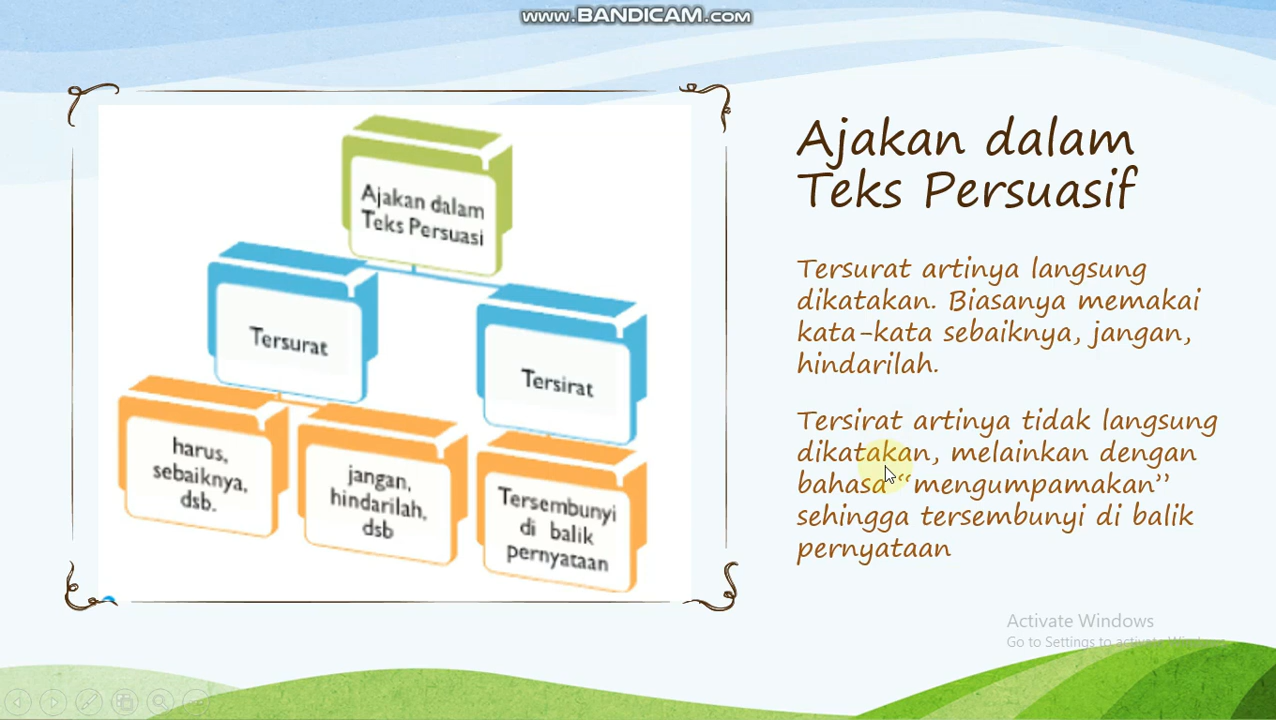 www.BANDICAM.com
Ajakan dalam
Teks Persuasi
Tersurat
Tersirat
harus,
sebaiknya,
dsb.
jangan,
hindarilah,
dsb
Tersembunyi
di balik
pernyataan
Ajakan dalam
Teks Persuasif
Tersurat artinya langsung
dikatakan. Biasanya memakai
kata-kata sebaiknya, jangan,
hindarilah.
Tersirat artinya tidak langsung
dikatakan, melainkan dengan
bahasa “mengumpamakan”
sehingga tersembunyi di balik
pernyataan
Activate Windows
Go to Settings to activate Windows.